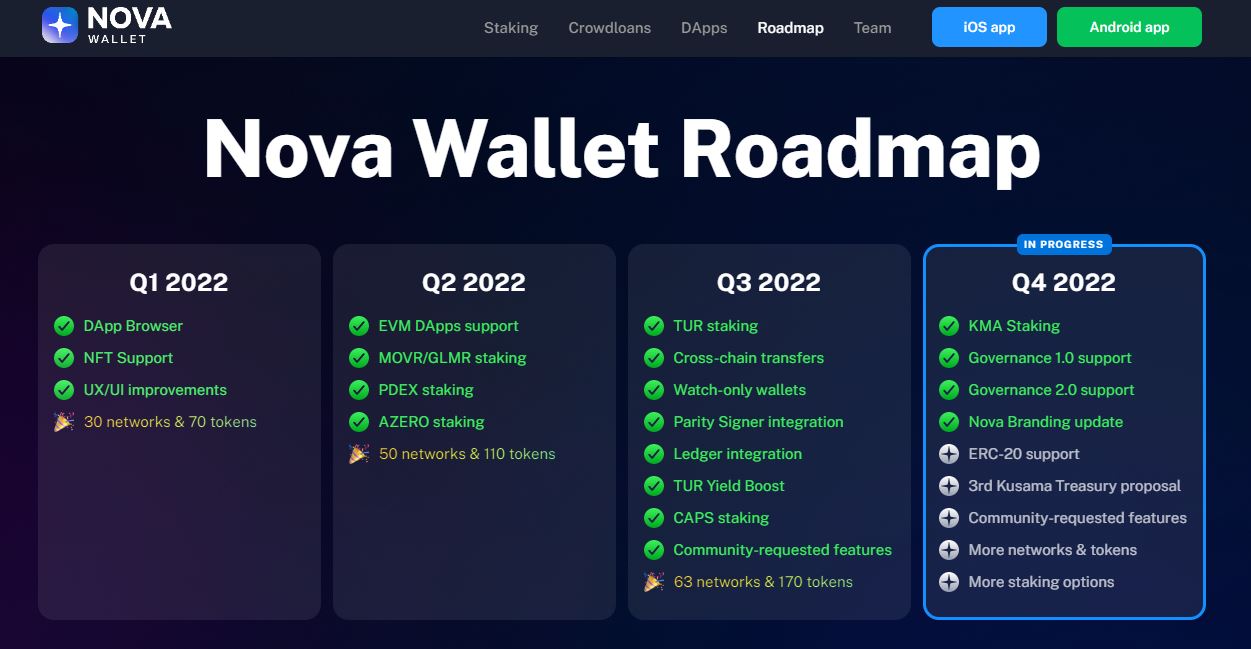 NOVA
WALLET
Staking
Crowdloans
DApps
Roadmap
Team
iOS app
Android app
Nova Wallet Roadmap
Q1 2022
DApp Browser
NFT Support
UX/UI improvements
30 networks & 70 tokens
Q2 2022
EVM DApps support
MOVR/GLMR staking
PDEX staking
AZERO staking
50 networks & 110 tokens
Q3 2022
TUR staking
Cross-chain transfers
Watch-only wallets
Parity Signer integration
Ledger integration
TUR Yield Boost
CAPS staking
Community-requested features
63 networks & 170 tokens
IN PROGRESS
Q4 2022
KMA Staking
Governance 1.0 support
Governance 2.0 support
Nova Branding update
ERC-20 support
3rd Kusama Treasury proposal
Community-requested features
More networks & tokens
More staking options